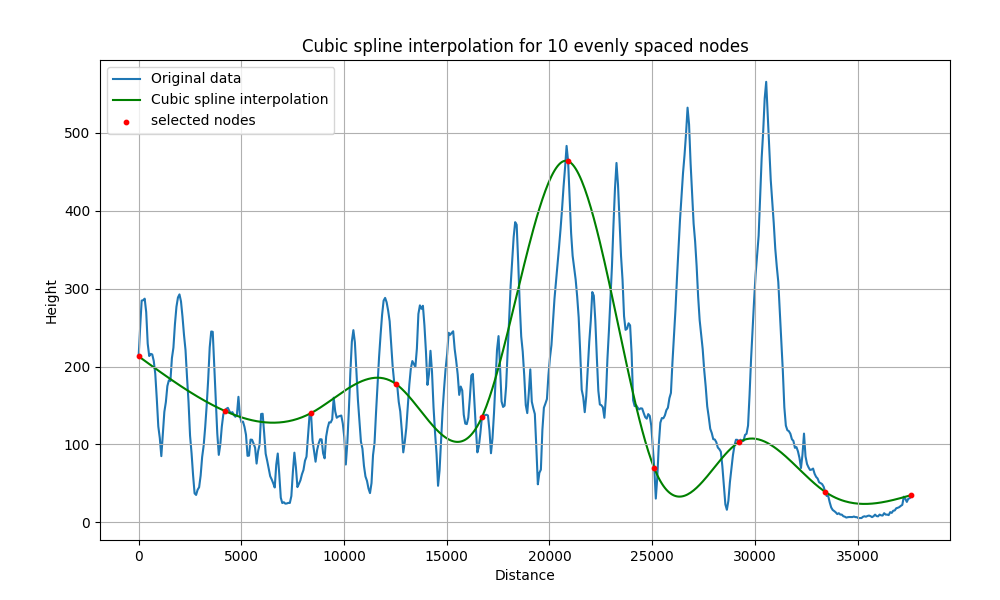 Cubic spline interpolation for 10 evenly spaced nodes
Original data
Cubic spline interpolation
selected nodes
Height
500
400
300
200
100
0
0 5000 10000 15000 20000 25000 30000 35000
Distance